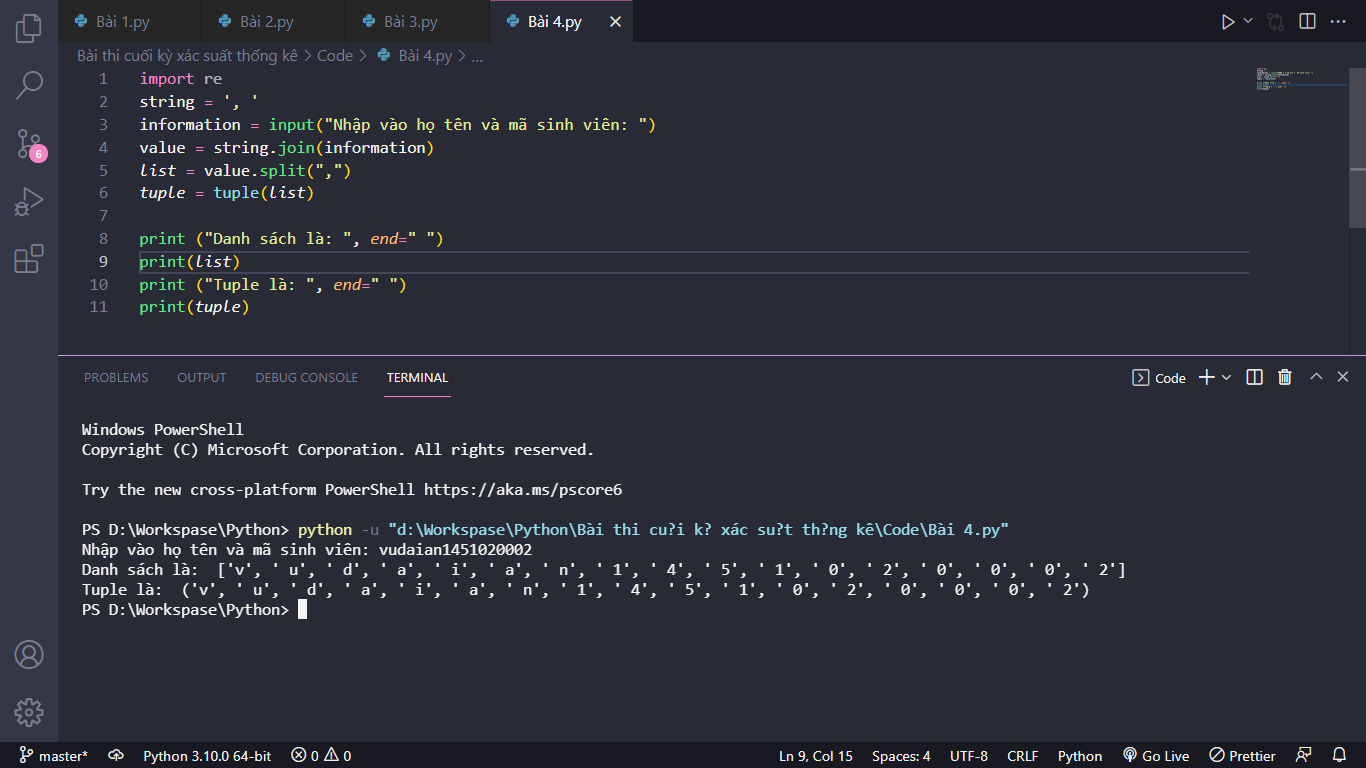 Bài 1.py Bài 2.py Bài 3.py Bài 4.py
Bài thi cuối kỳ xác suất thống kê > Code > Bài 4.py > ...
1 import re
2 string = ', '
3 information = input("Nhập vào họ tên và mã sinh viên: ")
4 value = string.join(information)
5 list = value.split(",")
6 tuple = tuple(list)
7
8 print ("Danh sách là: ", end=" ")
9 print(list)
10 print ("Tuple là: ", end=" ")
11 print(tuple)
6
PROBLEMS OUTPUT DEBUG CONSOLE TERMINAL Code
Windows PowerShell
Copyright (C) Microsoft Corporation. All rights reserved.
Try the new cross-platform PowerShell https://aka.ms/pscore6
PS D:\Workspase\Python> python -u "d:\Workspase\Python\Bài thi cu?i k? xác su?t th?ng kê\Code\Bài 4.py"
Nhập vào họ tên và mã sinh viên: vudaian1451020002
Danh sách là:  ['v', ' u', ' d', ' a', ' i', ' a', ' n', ' 1', ' 4', ' 5', ' 1', ' 0', ' 2', ' 0', ' 0', ' 0', ' 2']
Tuple là:  ('v', ' u', ' d', ' a', ' i', ' a', ' n', ' 1', ' 4', ' 5', ' 1', ' 0', ' 2', ' 0', ' 0', ' 0', ' 2')
PS D:\Workspase\Python>
master* Python 3.10.0 64-bit 0 0 Ln 9, Col 15 Spaces: 4 UTF-8 CRLF Python Go Live Prettier